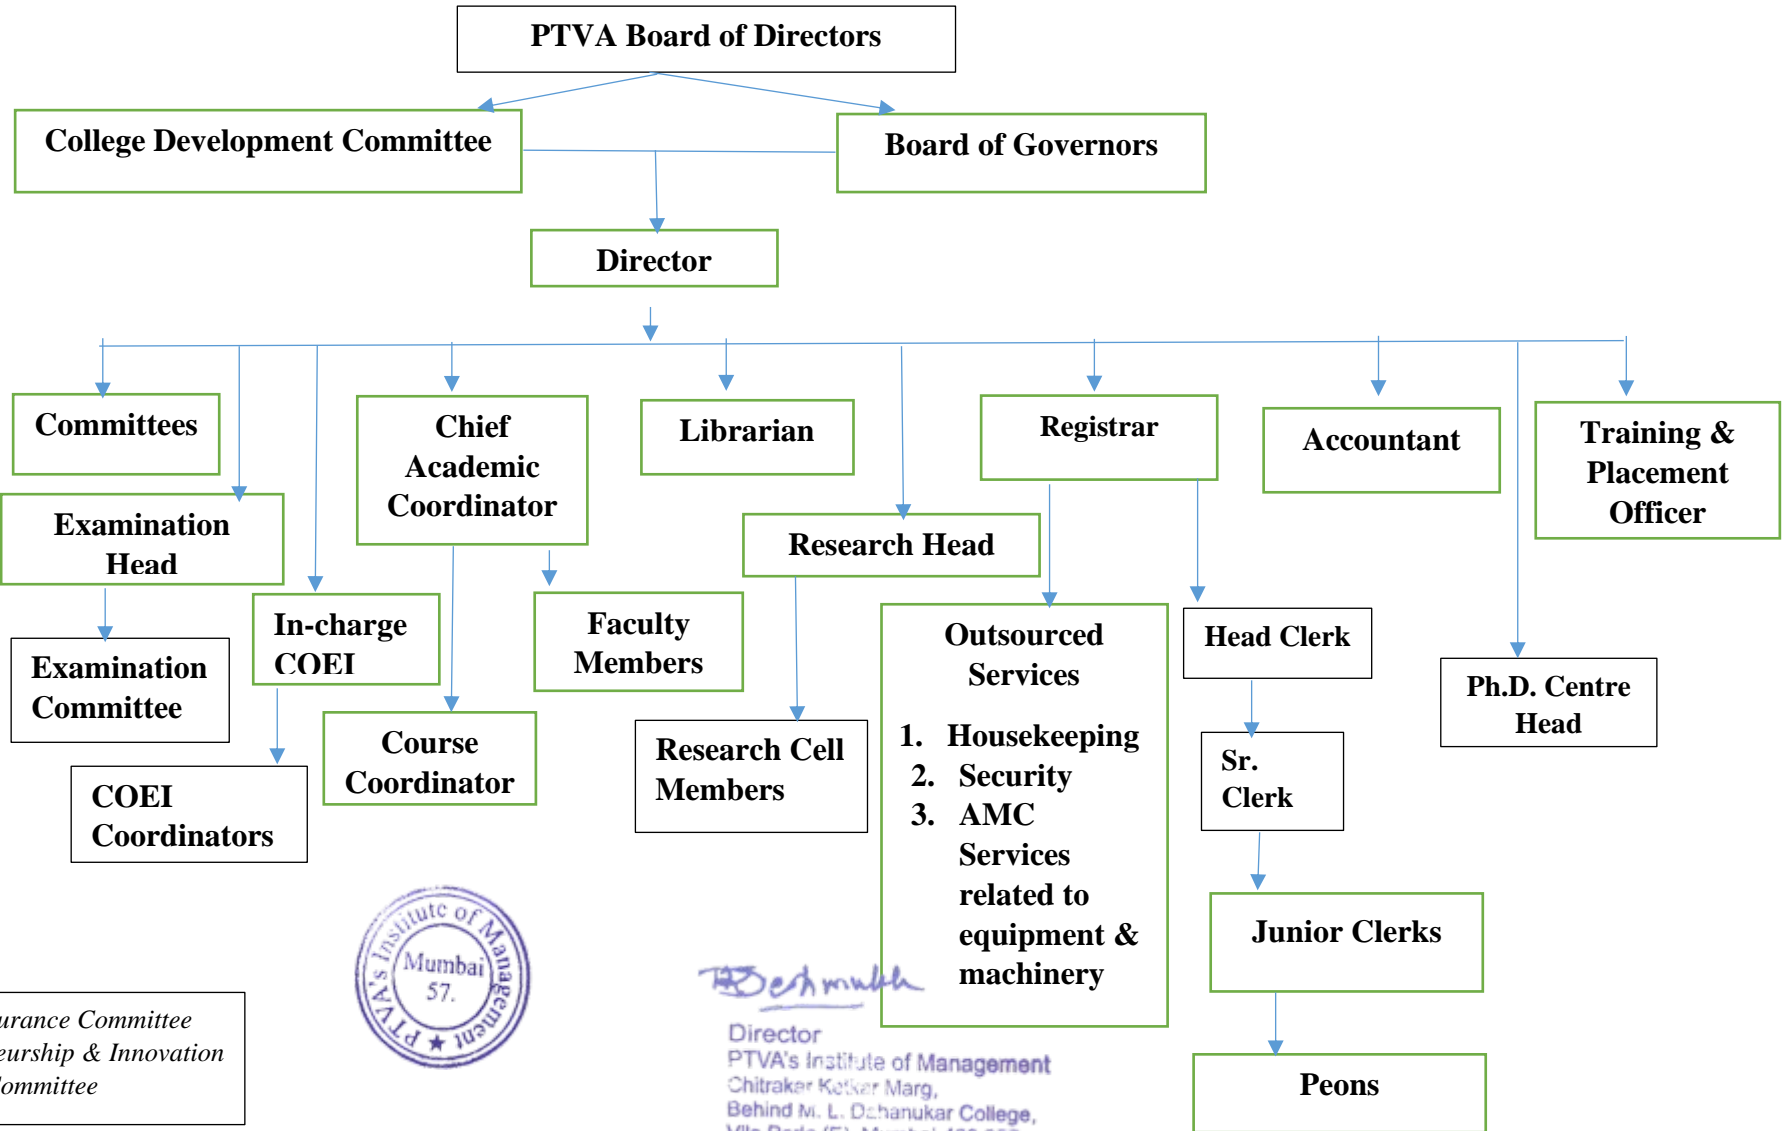 PTVA Board of Directors
College Development Committee
Board of Governors
Director
Committees
Chief
Academic
Coordinator
Librarian
Registrar
Accountant
Training &
Placement
Officer
Examination
Head
Research Head
In-charge
COEI
Faculty
Members
Outsourced
Services
1. Housekeeping
2. Security
3. AMC
Services
related to
equipment &
machinery
Head Clerk
Ph.D. Centre
Head
Examination
Committee
Course
Coordinator
Research Cell
Members
Sr.
Clerk
COEI
Coordinators
Junior Clerks
Peons
PTVA's Institute of Management
Mumbai
57.
Director
PTVA's Institute of Management
Chitrakar Ketkar Marg,
Behind M. L. Dahanukar College,
urance Committee
eurship & Innovation
ommittee